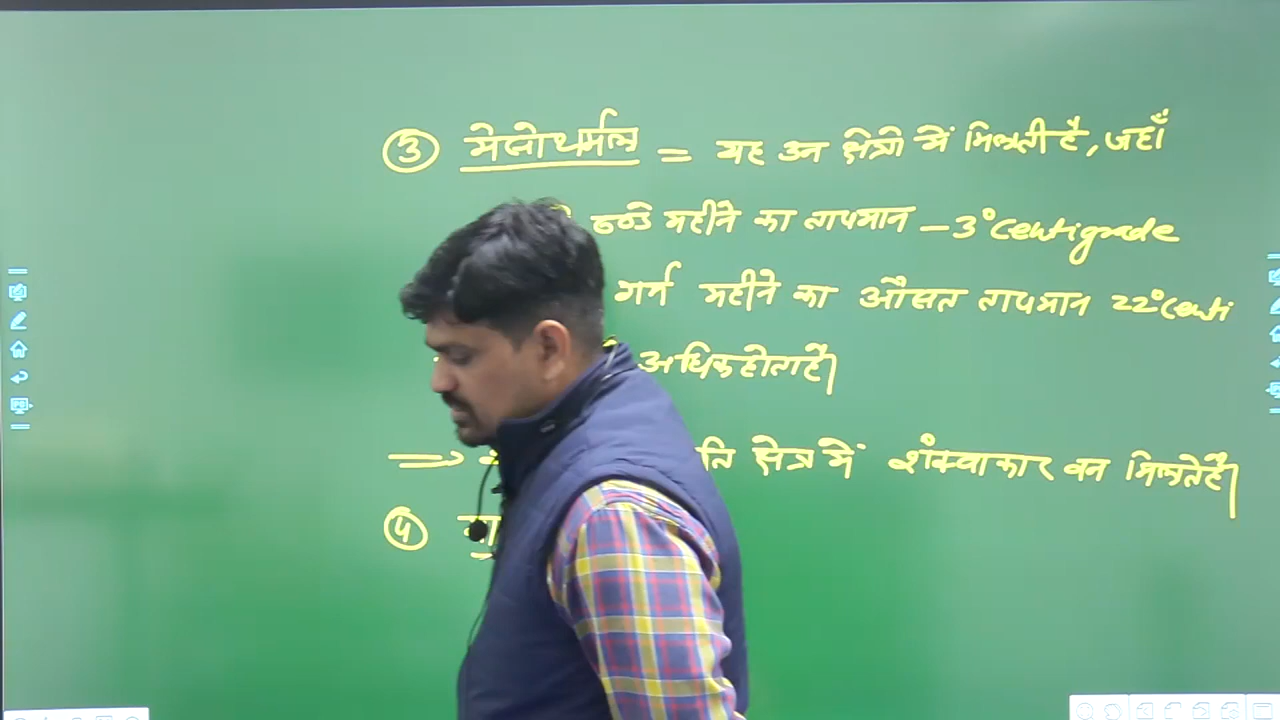 ③ मेसोथर्मल = यह उन क्षेत्रो में मिलती है, जहाँ
ठण्डे महीने का तापमान – 3°Centigrade
गर्म महीने का औसत तापमान 22°Centi
अधिक होता है।
→ क्षेत्र में शंक्वाकार वन मिलते है।
④